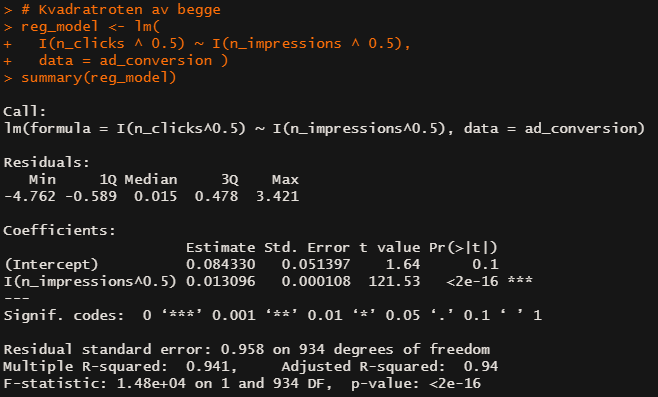 > # Kvadratroten av begge
> reg_model <- lm(
+   I(n_clicks ^ 0.5) ~ I(n_impressions ^ 0.5),
+   data = ad_conversion )
> summary(reg_model)

Call:
lm(formula = I(n_clicks^0.5) ~ I(n_impressions^0.5), data = ad_conversion)

Residuals:
   Min     1Q Median     3Q    Max
-4.762 -0.589  0.015  0.478  3.421

Coefficients:
                     Estimate Std. Error t value Pr(>|t|)
(Intercept)          0.084330   0.051397    1.64      0.1
I(n_impressions^0.5) 0.013096   0.000108  121.53   <2e-16 ***
---
Signif. codes:  0 ‘***’ 0.001 ‘**’ 0.01 ‘*’ 0.05 ‘.’ 0.1 ‘ ’ 1

Residual standard error: 0.958 on 934 degrees of freedom
Multiple R-squared:  0.941,	Adjusted R-squared:  0.94
F-statistic: 1.48e+04 on 1 and 934 DF,  p-value: <2e-16